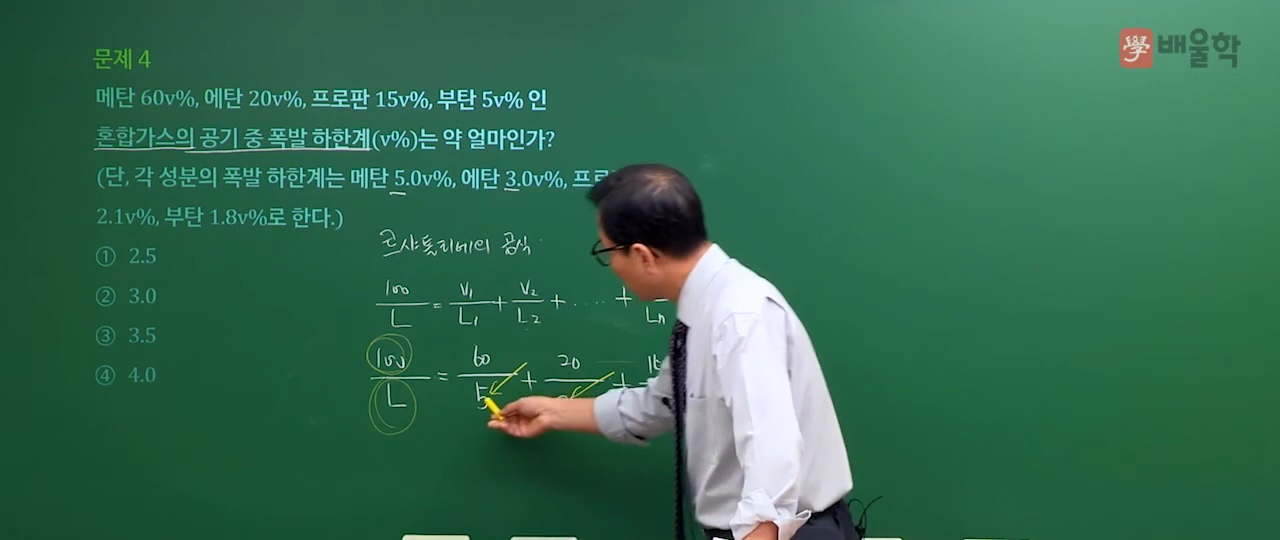 學 배울학
문제 4
메탄 60v%, 에탄 20v%, 프로판 15v%, 부탄 5v% 인
혼합가스의 공기 중 폭발 하한계(v%)는 약 얼마인가?
(단, 각 성분의 폭발 하한계는 메탄 5.0v%, 에탄 3.0v%, 프로
2.1v%, 부탄 1.8v%로 한다.)
① 2.5
② 3.0
③ 3.5
④ 4.0
르샤틀리에의 공식
100/L = V₁/L₁ + V₂/L₂ + ..... + /Ln
100/L = 60/5 + 20/ + 15/